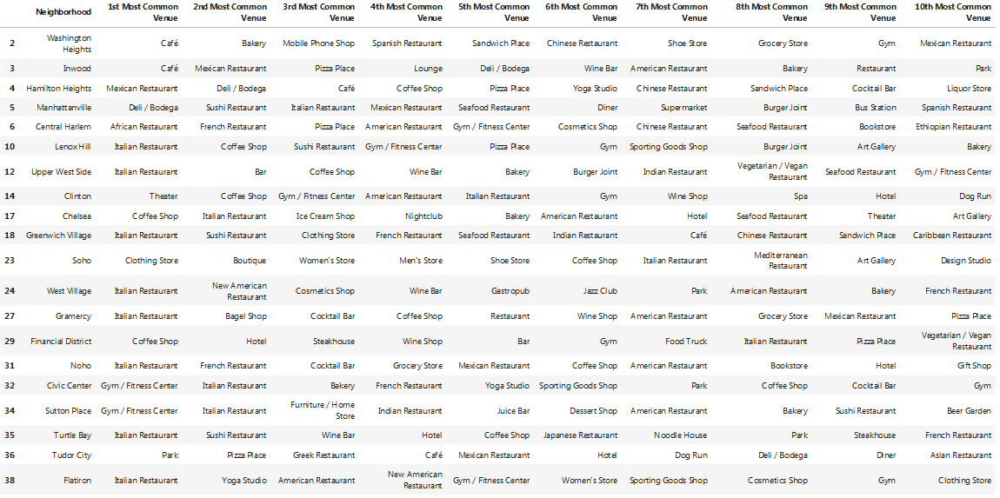 Neighborhood 1st Most Common Venue 2nd Most Common Venue 3rd Most Common Venue 4th Most Common Venue 5th Most Common Venue 6th Most Common Venue 7th Most Common Venue 8th Most Common Venue 9th Most Common Venue 10th Most Common Venue
2 Washington Heights Café Bakery Mobile Phone Shop Spanish Restaurant Sandwich Place Chinese Restaurant Shoe Store Grocery Store Gym Mexican Restaurant
3 Inwood Café Mexican Restaurant Pizza Place Lounge Deli / Bodega Wine Bar American Restaurant Bakery Restaurant Park
4 Hamilton Heights Mexican Restaurant Deli / Bodega Café Coffee Shop Pizza Place Yoga Studio Chinese Restaurant Sandwich Place Cocktail Bar Liquor Store
5 Manhattanville Deli / Bodega Sushi Restaurant Italian Restaurant Mexican Restaurant Seafood Restaurant Diner Supermarket Burger Joint Bus Station Spanish Restaurant
6 Central Harlem African Restaurant French Restaurant Pizza Place American Restaurant Gym / Fitness Center Cosmetics Shop Chinese Restaurant Seafood Restaurant Bookstore Ethiopian Restaurant
10 Lenox Hill Italian Restaurant Coffee Shop Sushi Restaurant Gym / Fitness Center Pizza Place Gym Sporting Goods Shop Burger Joint Art Gallery Bakery
12 Upper West Side Italian Restaurant Bar Coffee Shop Wine Bar Bakery Burger Joint Indian Restaurant Vegetarian / Vegan Restaurant Seafood Restaurant Gym / Fitness Center
14 Clinton Theater Coffee Shop Gym / Fitness Center American Restaurant Italian Restaurant Gym Wine Shop Spa Hotel Dog Run
17 Chelsea Coffee Shop Italian Restaurant Ice Cream Shop Nightclub Bakery American Restaurant Hotel Seafood Restaurant Theater Art Gallery
18 Greenwich Village Italian Restaurant Sushi Restaurant Clothing Store French Restaurant Seafood Restaurant Indian Restaurant Café Chinese Restaurant Sandwich Place Caribbean Restaurant
23 Soho Clothing Store Boutique Women's Store Men's Store Shoe Store Coffee Shop Italian Restaurant Mediterranean Restaurant Art Gallery Design Studio
24 West Village Italian Restaurant New American Restaurant Cosmetics Shop Wine Bar Gastropub Jazz Club Park American Restaurant Bakery French Restaurant
27 Gramercy Italian Restaurant Bagel Shop Cocktail Bar Coffee Shop Restaurant Wine Shop American Restaurant Grocery Store Mexican Restaurant Pizza Place
29 Financial District Coffee Shop Hotel Steakhouse Wine Shop Bar Gym Food Truck Italian Restaurant Pizza Place Vegetarian / Vegan Restaurant
31 Noho Italian Restaurant French Restaurant Cocktail Bar Grocery Store Mexican Restaurant Coffee Shop American Restaurant Bookstore Hotel Gift Shop
32 Civic Center Gym / Fitness Center Italian Restaurant Bakery French Restaurant Yoga Studio Sporting Goods Shop Park Coffee Shop Cocktail Bar Gym
34 Sutton Place Gym / Fitness Center Italian Restaurant Furniture / Home Store Indian Restaurant Juice Bar Dessert Shop American Restaurant Bakery Sushi Restaurant Beer Garden
35 Turtle Bay Italian Restaurant Sushi Restaurant Wine Bar Hotel Coffee Shop Japanese Restaurant Noodle House Park Steakhouse French Restaurant
36 Tudor City Park Pizza Place Greek Restaurant Café Mexican Restaurant Hotel Dog Run Deli / Bodega Diner Asian Restaurant
38 Flatiron Italian Restaurant Yoga Studio American Restaurant New American Restaurant Gym / Fitness Center Women's Store Sporting Goods Shop Cosmetics Shop Gym Clothing Store